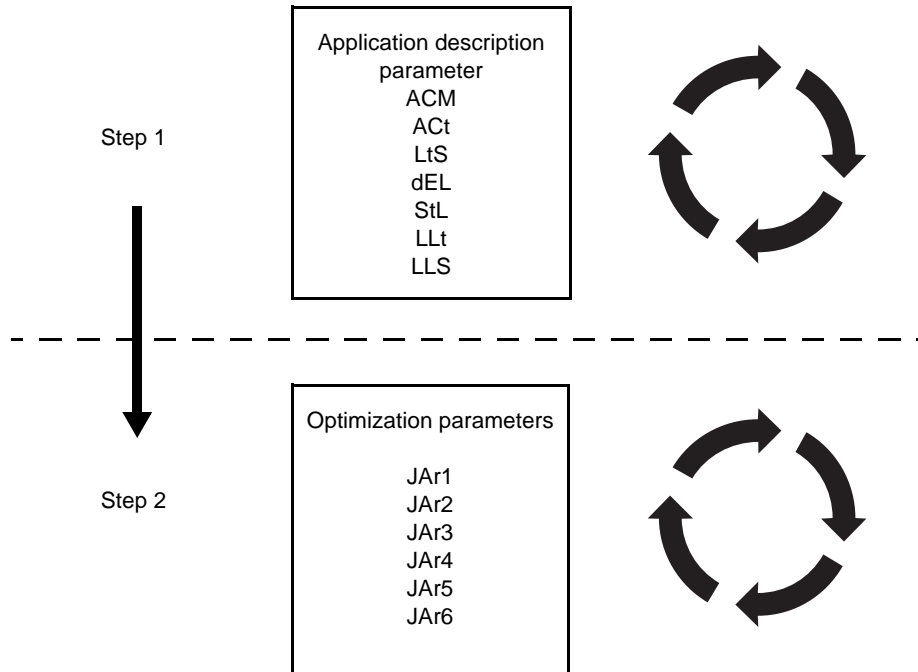 Step 1
Application description
parameter
ACM
ACt
LtS
dEL
StL
LLt
LLS
Step 2
Optimization parameters
JAr1
JAr2
JAr3
JAr4
JAr5
JAr6